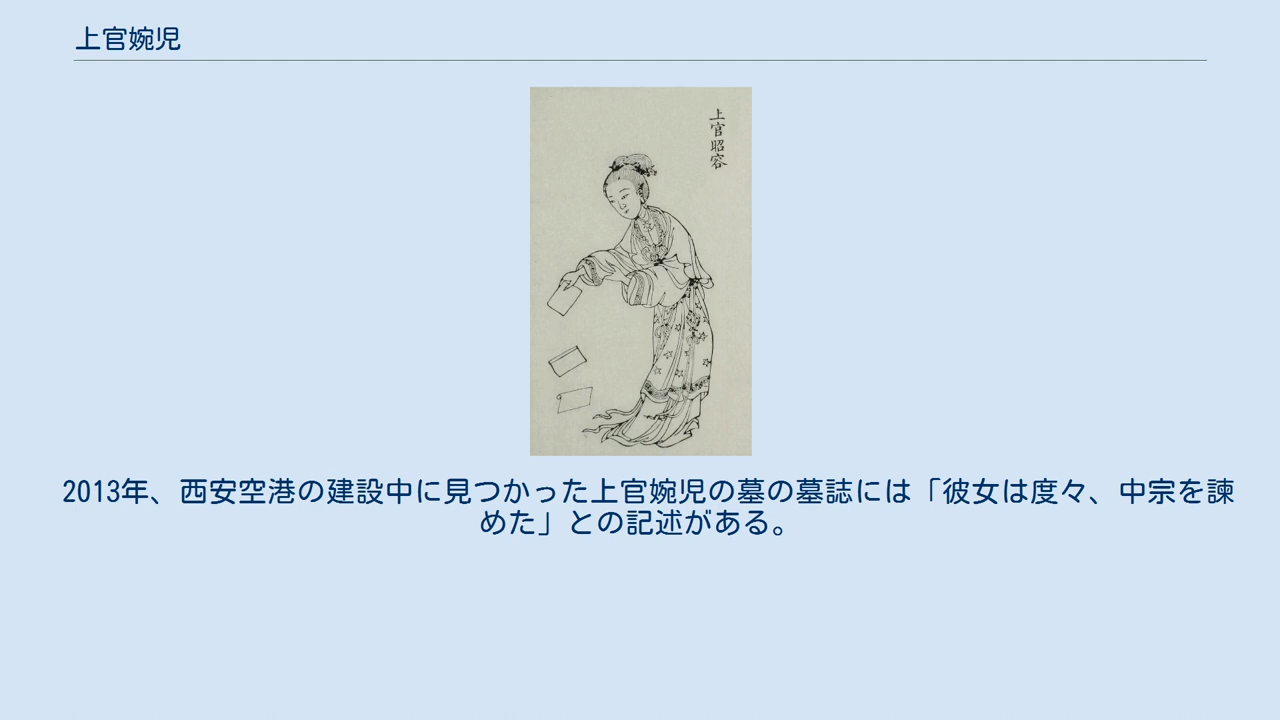 上官婉児
上官昭容
2013年、西安空港の建設中に見つかった上官婉児の墓の墓誌には「彼女は度々、中宗を諫
めた」との記述がある。